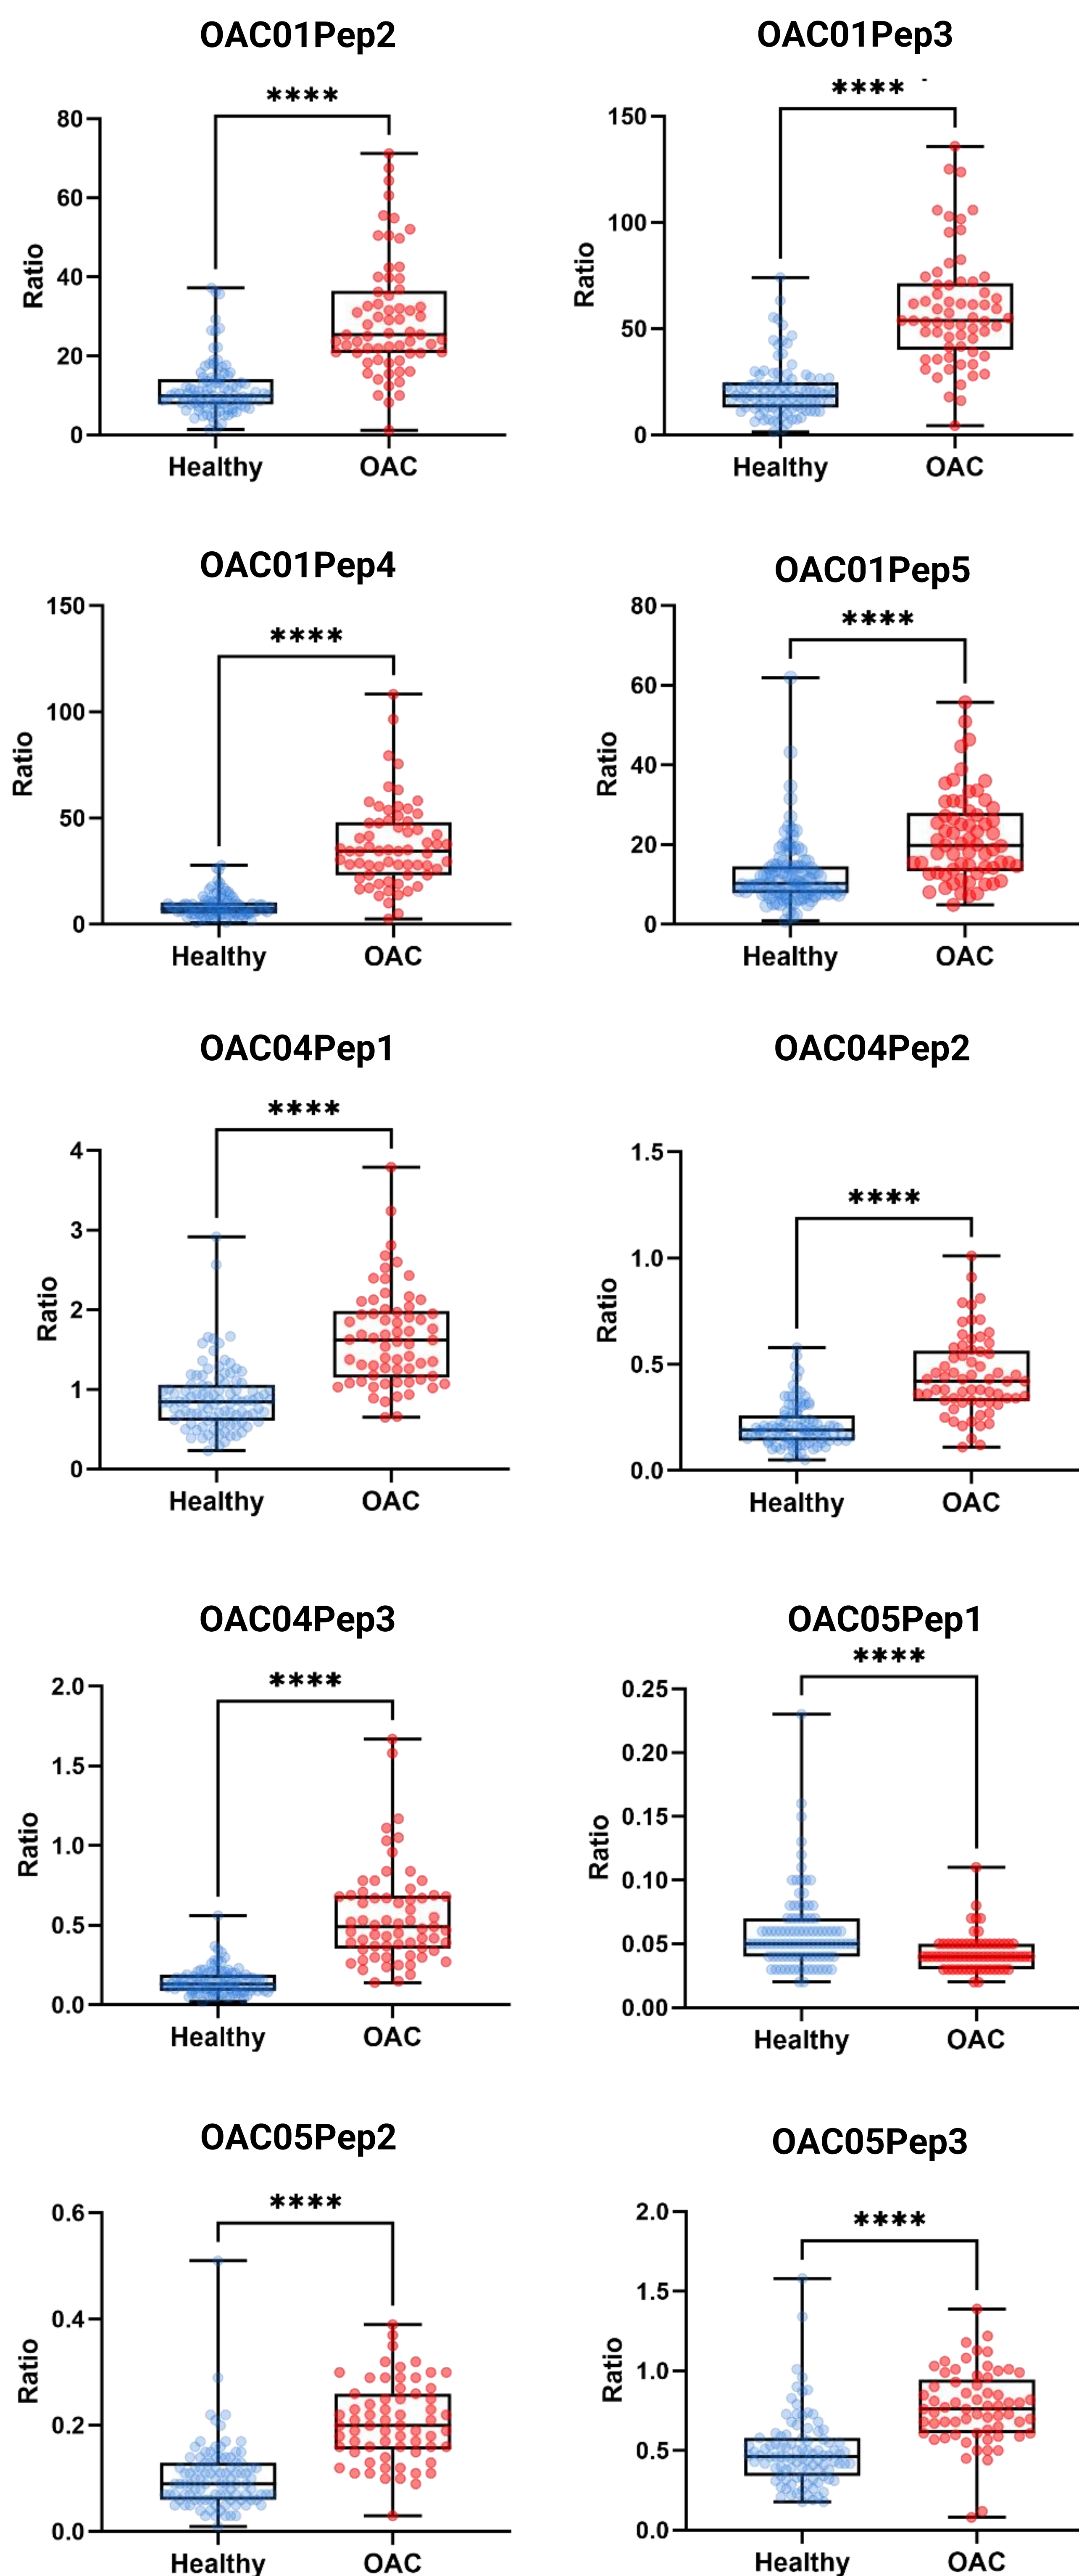 OAC01Pep2
OAC01Pep3
****
****
80
60
40
20
0
Ratio
Healthy
OAC
150
100
50
0
Ratio
Healthy
OAC
OAC01Pep4
OAC01Pep5
****
****
150
100
50
0
Ratio
Healthy
OAC
80
60
40
20
0
Ratio
Healthy
OAC
OAC04Pep1
OAC04Pep2
****
****
4
3
2
1
0
Ratio
Healthy
OAC
1.5
1.0
0.5
0.0
Ratio
Healthy
OAC
OAC04Pep3
OAC05Pep1
****
****
2.0
1.5
1.0
0.5
0.0
Ratio
Healthy
OAC
0.25
0.20
0.15
0.10
0.05
0.00
Ratio
Healthy
OAC
OAC05Pep2
OAC05Pep3
****
****
0.6
0.4
0.2
0.0
Ratio
Healthy
OAC
2.0
1.5
1.0
0.5
0.0
Ratio
Healthy
OAC